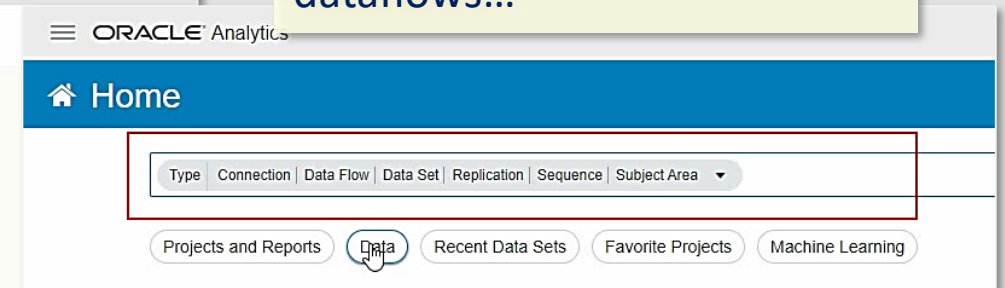 dataflows...
ORACLE Analytics
Home
Type Connection | Data Flow | Data Set | Replication | Sequence | Subject Area
Projects and Reports Data Recent Data Sets Favorite Projects Machine Learning